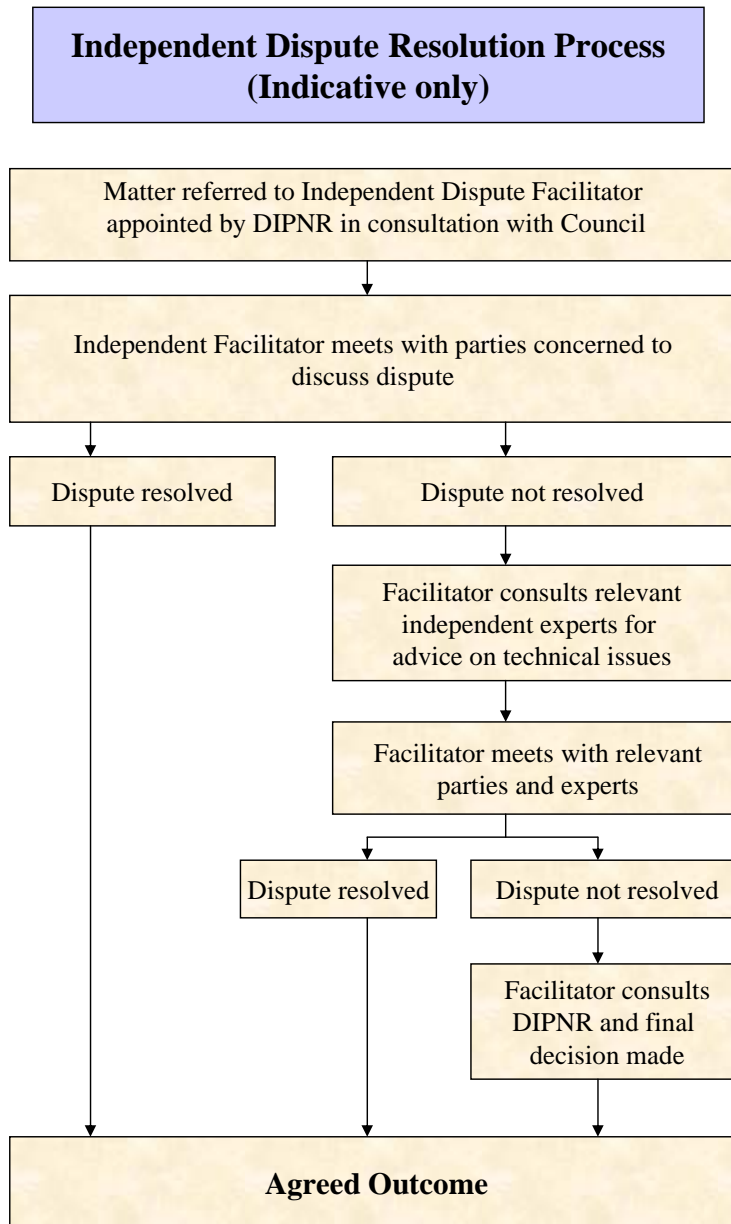 Independent Dispute Resolution Process
(Indicative only)
Matter referred to Independent Dispute Facilitator
appointed by DIPNR in consultation with Council
Independent Facilitator meets with parties concerned to
discuss dispute
Dispute resolved
Dispute not resolved
Facilitator consults relevant
independent experts for
advice on technical issues
Facilitator meets with relevant
parties and experts
Dispute resolved
Dispute not resolved
Facilitator consults
DIPNR and final
decision made
Agreed Outcome